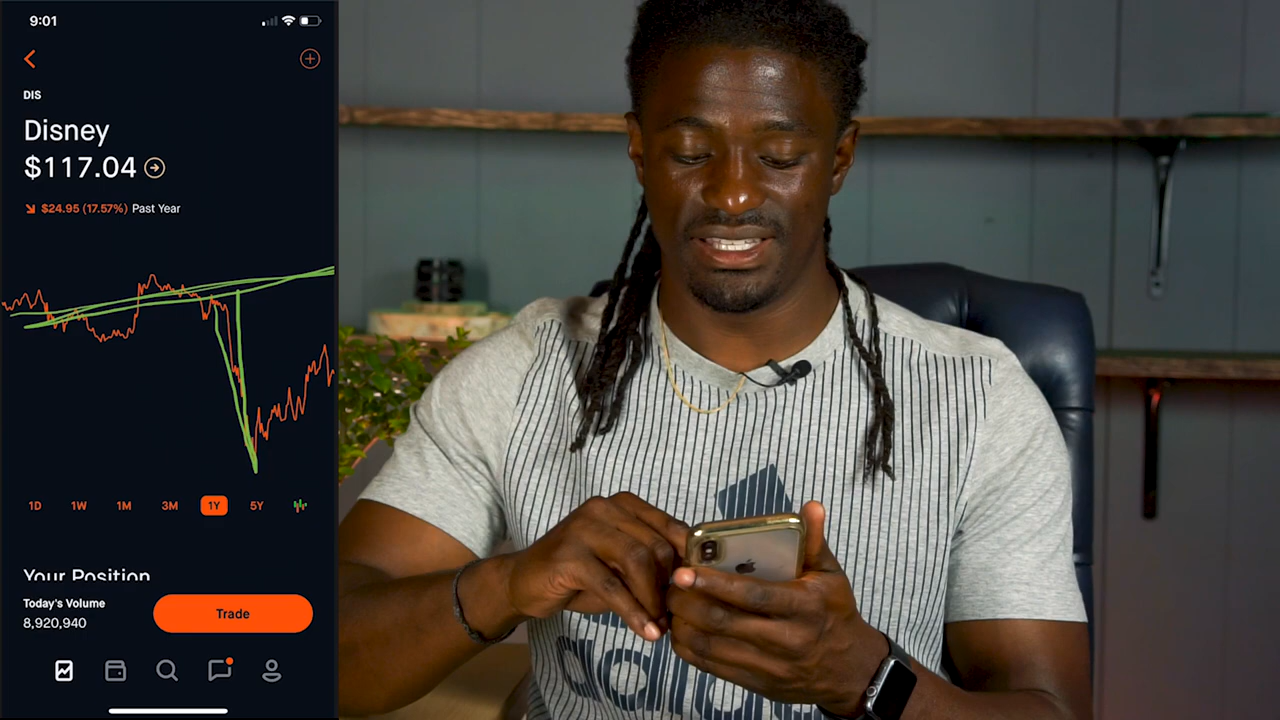 9:01
DIS
Disney
$117.04
$24.95 (17.57%) Past Year
1D 1W 1M 3M 1Y 5Y
Your Position
Today's Volume
8,920,940
Trade
adidas